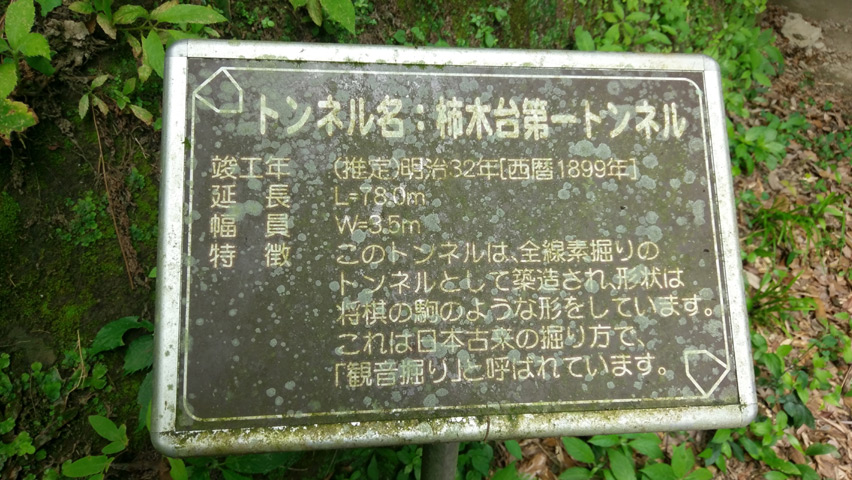 トンネル名：柿木台第一トンネル
竣工年 (推定)明治32年[西暦1899年]
延長 L=78.0m
幅員 W=3.5m
特徴 このトンネルは、全線素掘りの
トンネルとして築造され、形状は
将棋の駒のような形をしています。
これは日本古来の掘り方で、
「観音掘り」と呼ばれています。